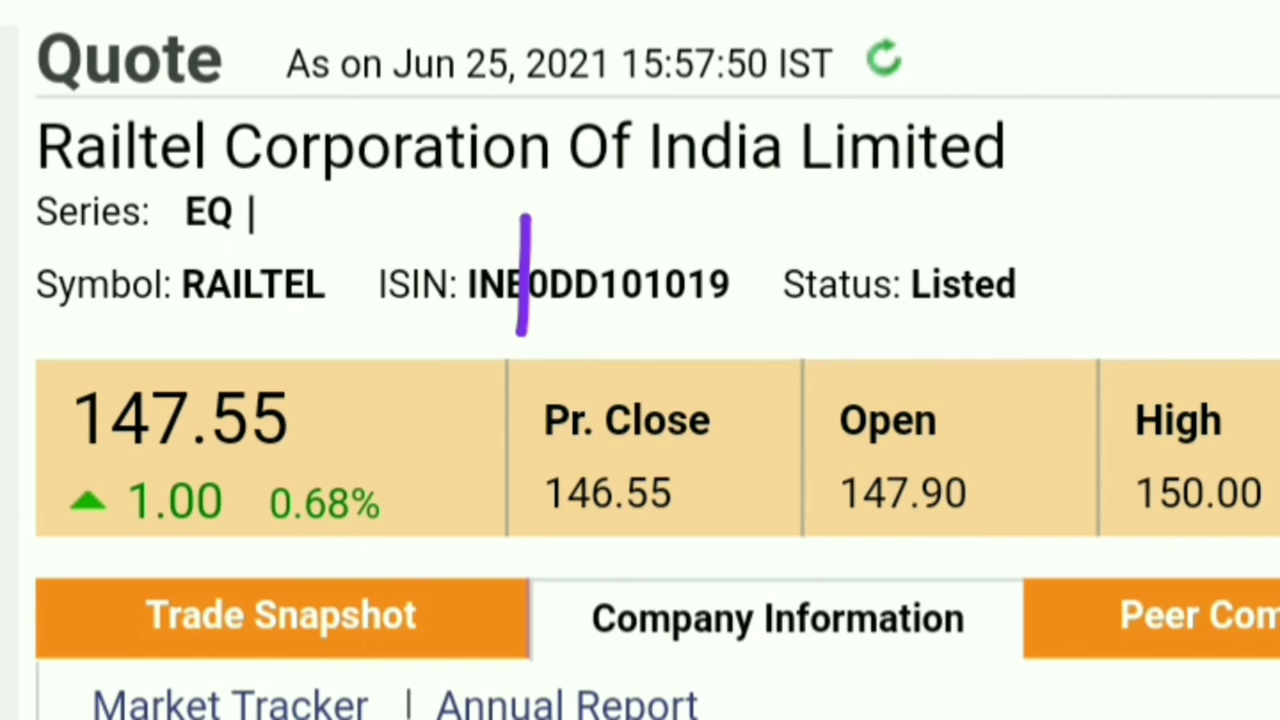 Quote As on Jun 25, 2021 15:57:50 IST
Railtel Corporation Of India Limited
Series: EQ |
Symbol: RAILTEL ISIN: INE0DD101019 Status: Listed
147.55 Pr. Close Open High
1.00 0.68% 146.55 147.90 150.00
Trade Snapshot Company Information Peer Com
Market Tracker | Annual Report